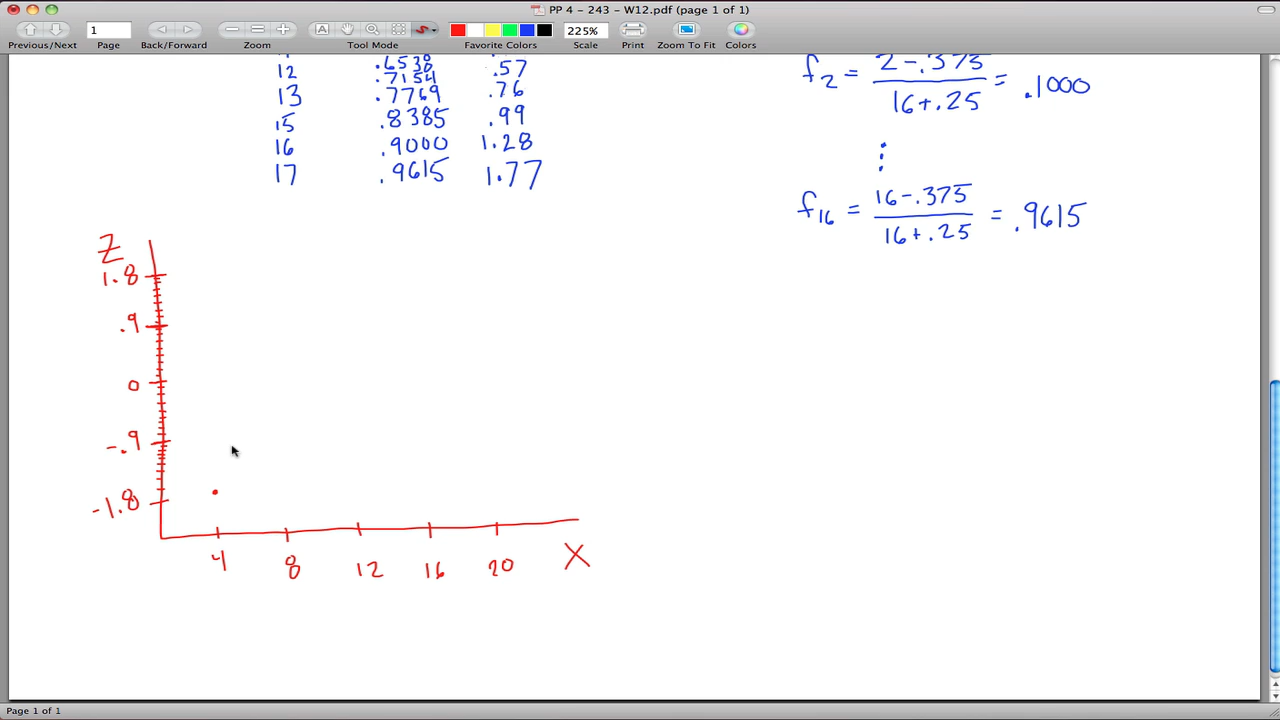 PP 4 - 243 - W12.pdf (page 1 of 1)
1
225%
Previous/Next Page Back/Forward Zoom Tool Mode Favorite Colors Scale Print Zoom To Fit Colors
12 .6538 .57
.7154
13 .7769 .76
15 .8385 .99
16 .9000 1.28
17 .9615 1.77
f2 = 2-.375 / 16+.25 = .1000
⋮
f16 = 16-.375 / 16+.25 = .9615
Z
1.8
.9
0
-.9
-1.8
4 8 12 16 20 X
Page 1 of 1